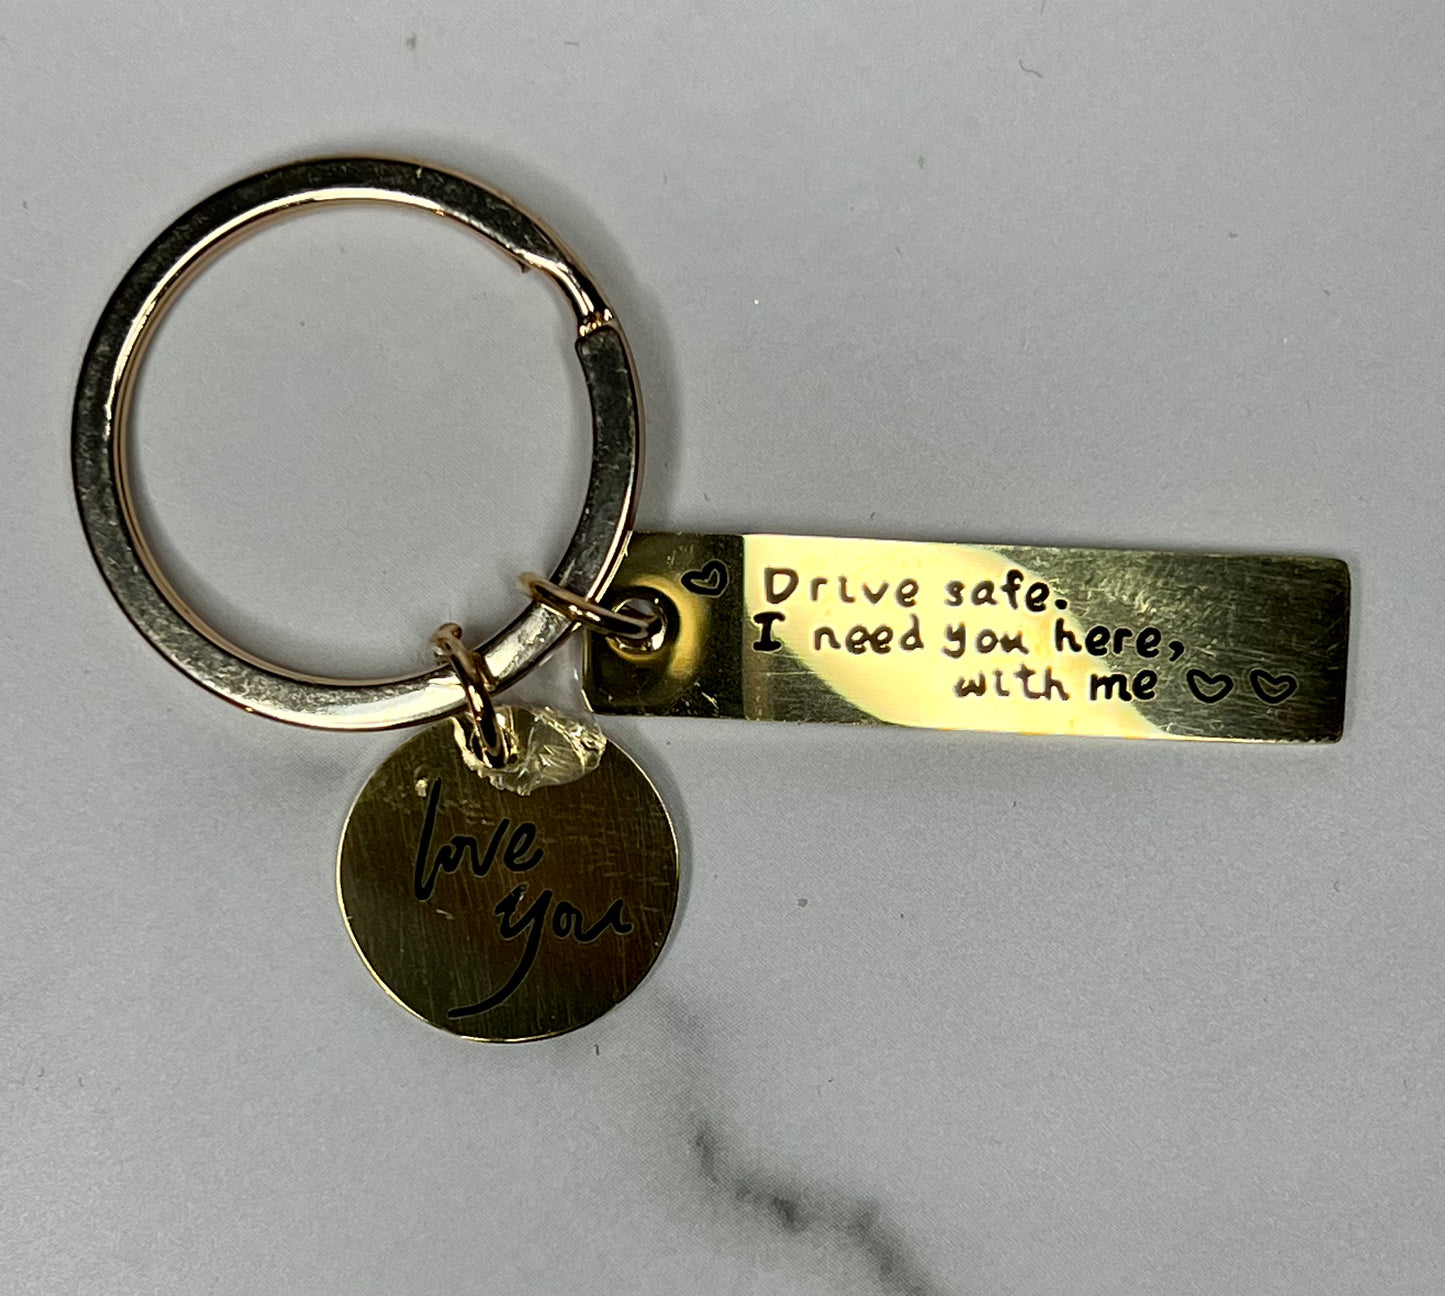 Drive safe.
I need you here,
with me
love
you